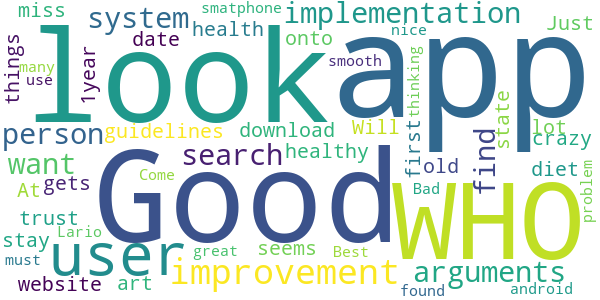 miss
system
smatphone
health
implementation
Just
things
many
use
1year
date
look
onto
smooth
app
nice
thinking
state
lot
crazy
person
guidelines
download
Will
first
want
search
healthy
find
old
diet
At
gets
Come
Good
WHO
Bad
problem
trust
Lario
stay
user
great
seems
Best
arguments
must
website
art
improvement
found
android